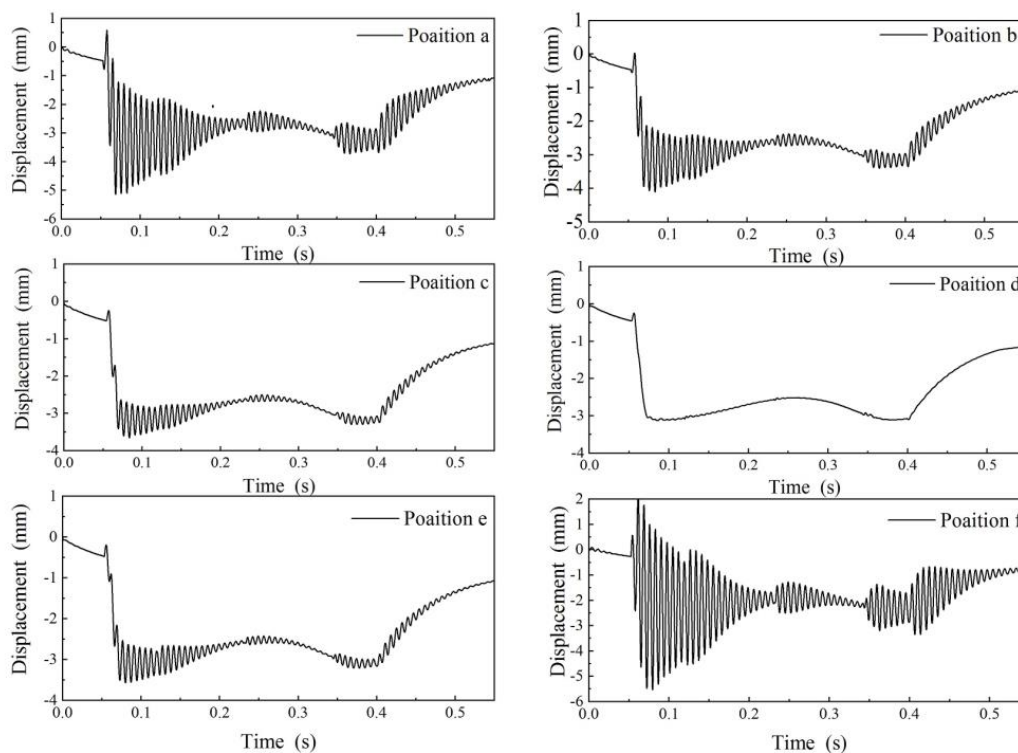 Displacement (mm)
1
0
-1
-2
-3
-4
-5
-6
Poaition a
0.0 0.1 0.2 0.3 0.4 0.5
Time (s)
Displacement (mm)
1
0
-1
-2
-3
-4
-5
Poaition b
0.0 0.1 0.2 0.3 0.4 0.5
Time (s)
Displacement (mm)
1
0
-1
-2
-3
-4
Poaition c
0.0 0.1 0.2 0.3 0.4 0.5
Time (s)
Displacement (mm)
1
0
-1
-2
-3
-4
Poaition d
0.0 0.1 0.2 0.3 0.4 0.5
Time (s)
Displacement (mm)
1
0
-1
-2
-3
-4
Poaition e
0.0 0.1 0.2 0.3 0.4 0.5
Time (s)
Displacement (mm)
2
1
0
-1
-2
-3
-4
-5
-6
Poaition f
0.0 0.1 0.2 0.3 0.4 0.5
Time (s)